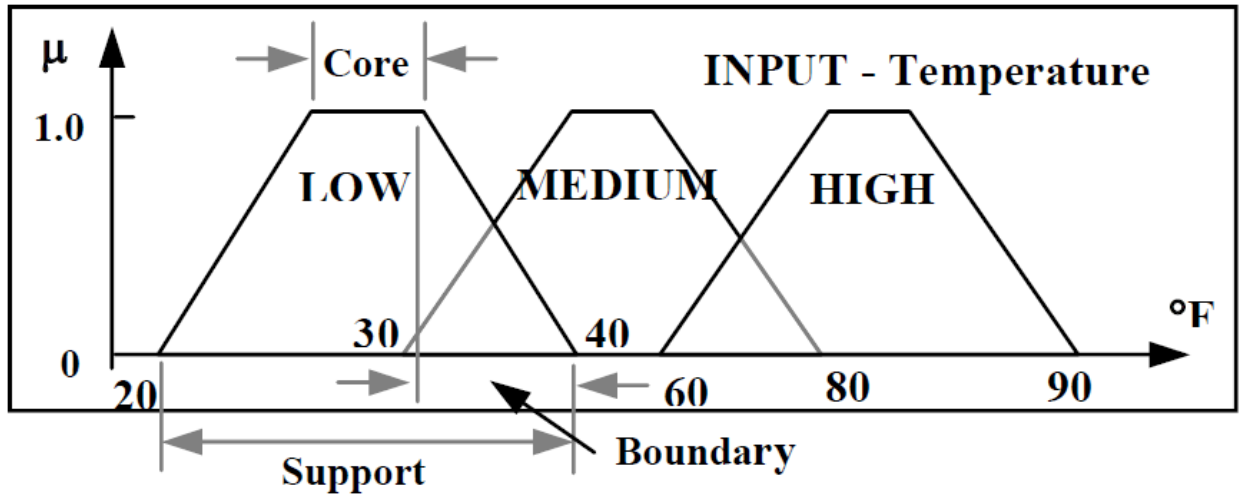 μ
Core
INPUT - Temperature
1.0
LOW
MEDIUM
HIGH
30
40
°F
0
20
60
80
90
Boundary
Support